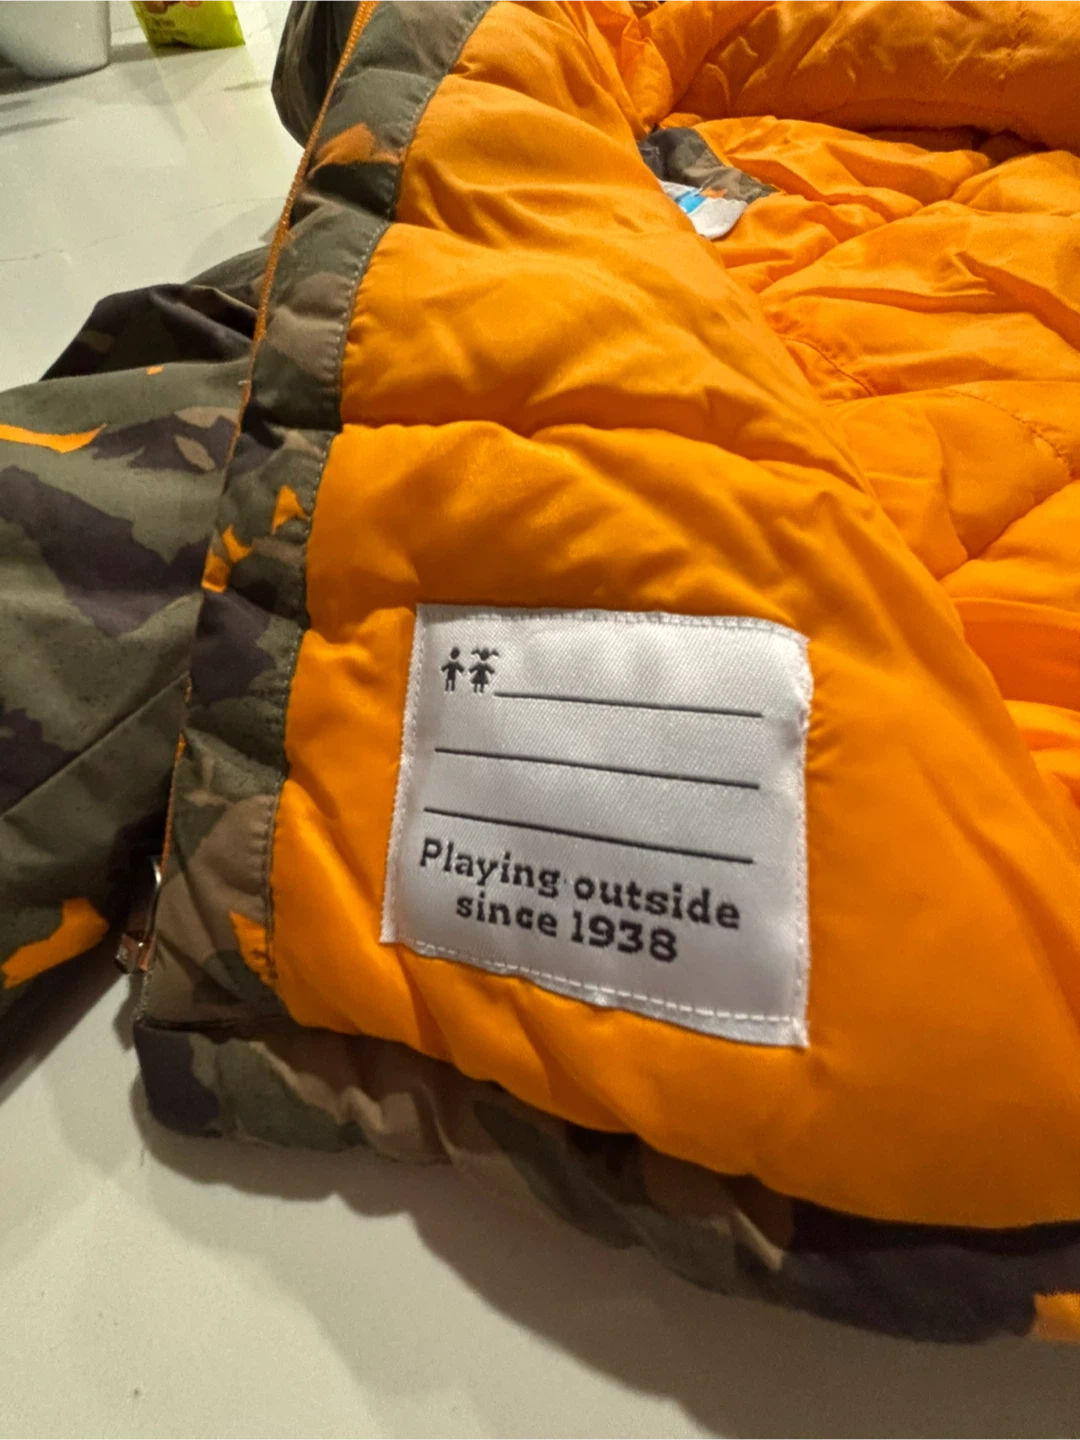 Playing outside
since 1938